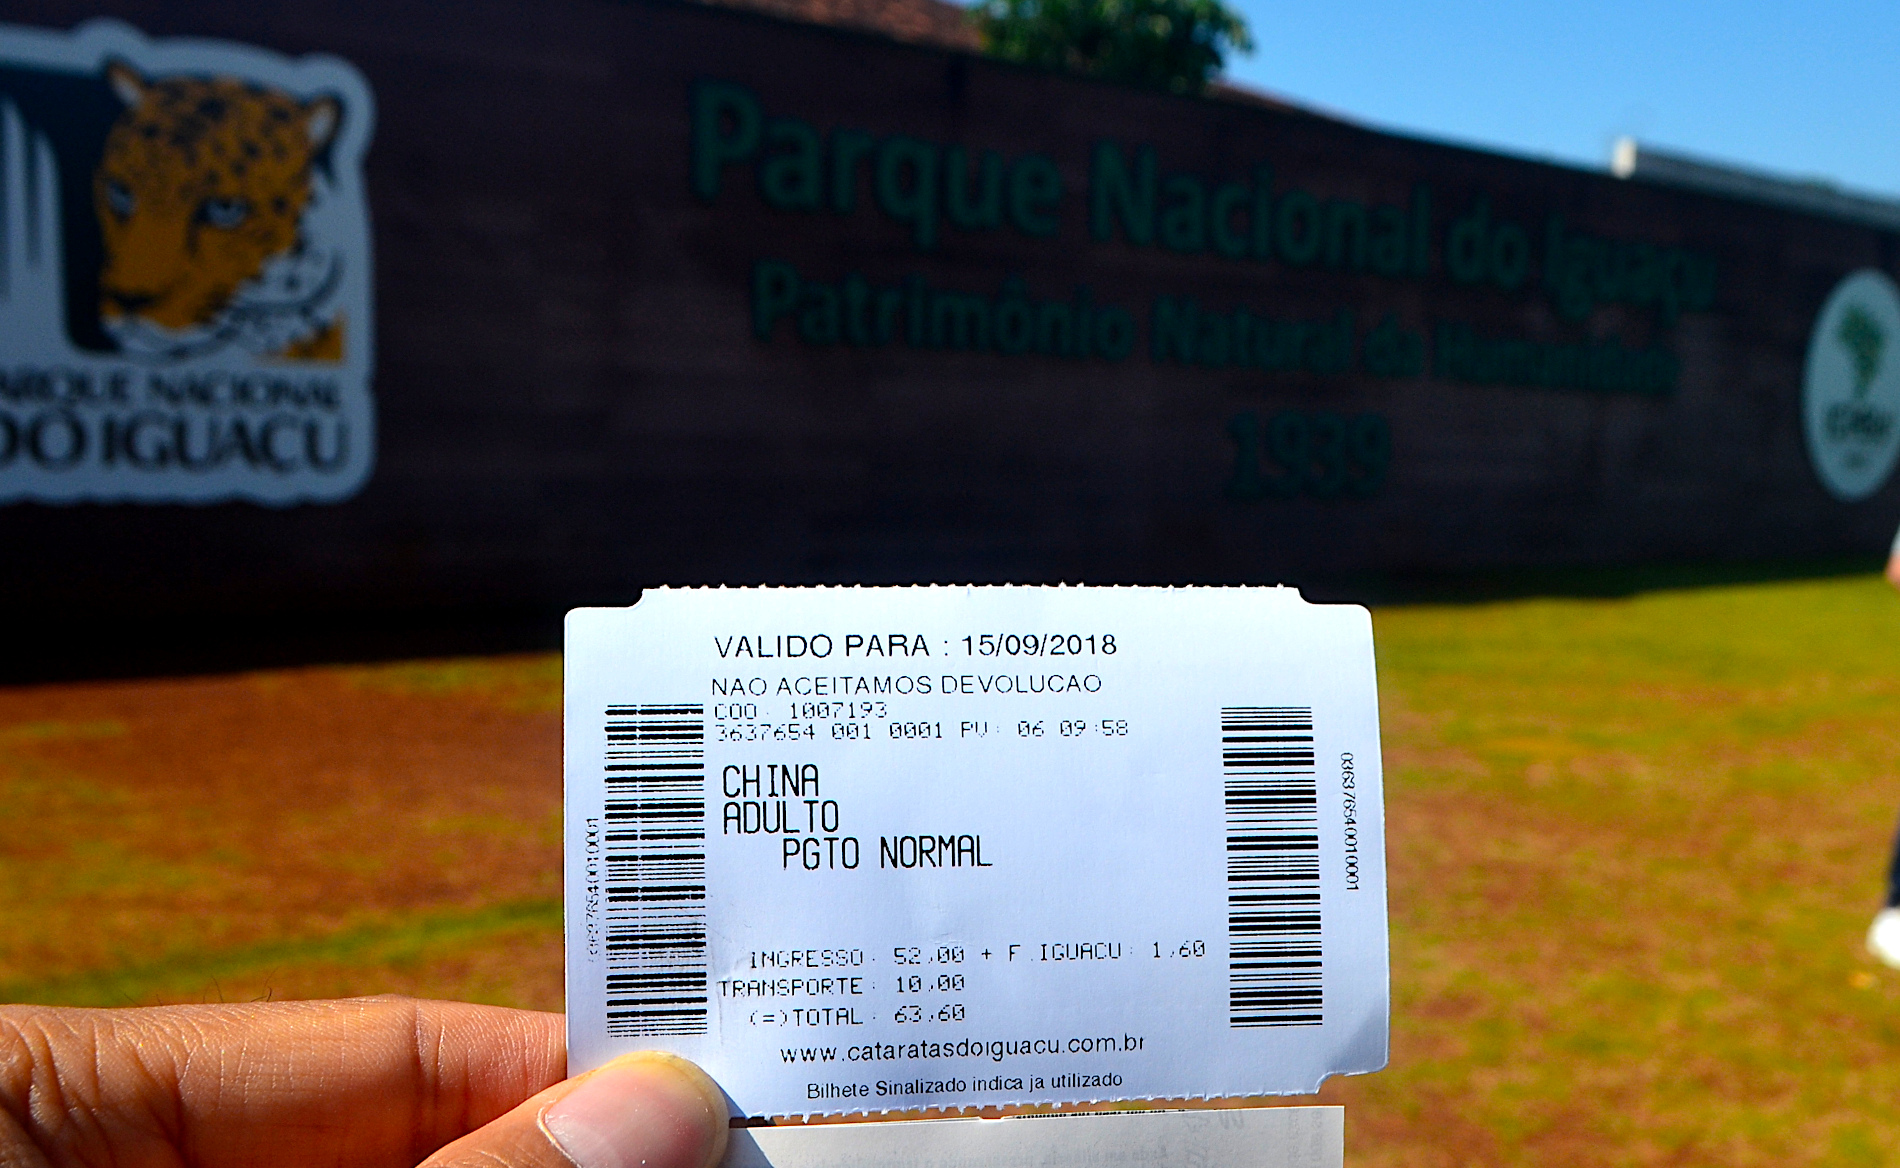 PARQUE NACIONAL
DO IGUAÇU
Parque Nacional do Iguaçu
Patrimônio Natural da Humanidade
1939
VALIDO PARA : 15/09/2018
NAO ACEITAMOS DEVOLUCAO
COO: 1007193
3637654 001 0001 PV: 06 09:58
CHINA
ADULTO
PGTO NORMAL
INGRESSO: 52,00 + F.IGUACU: 1,60
TRANSPORTE: 10,00
(=)TOTAL: 63,60
www.cataratasdoiguacu.com.br
Bilhete Sinalizado indica ja utilizado
036376540010001
036376540010001